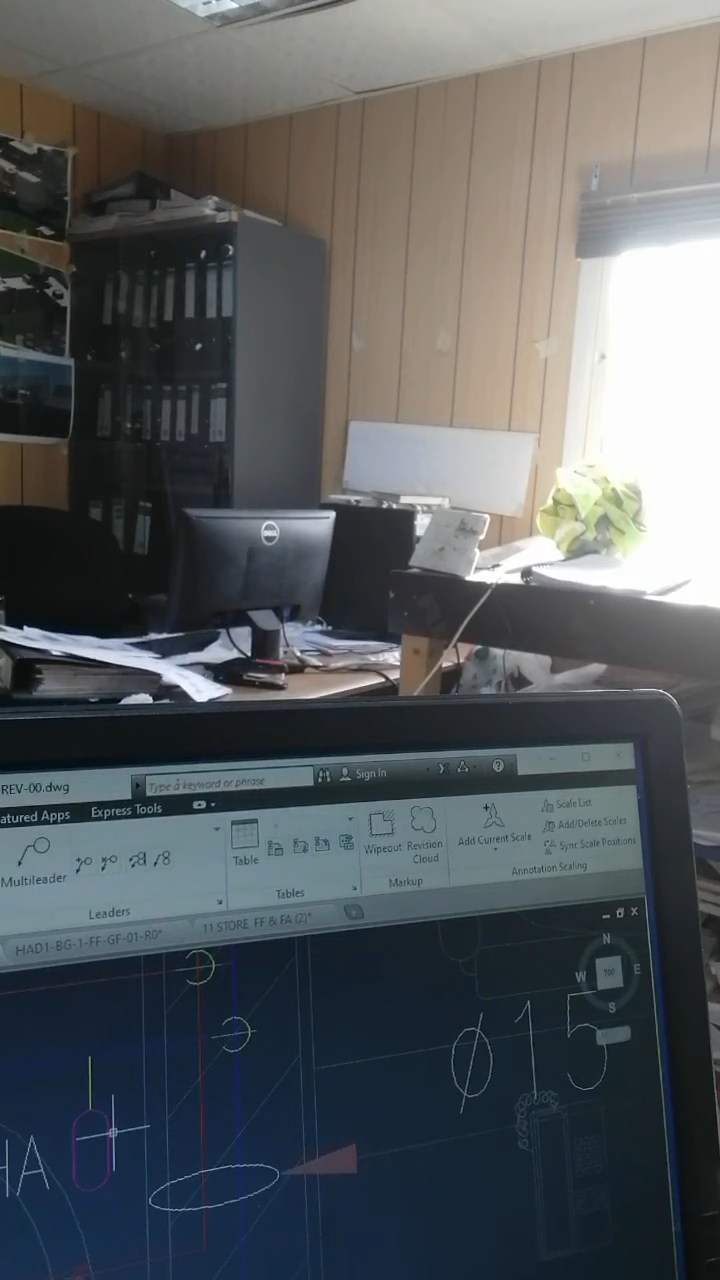 DELL
REV-00.dwg
Type a keyword or phrase
Sign In
atured Apps
Express Tools
Multileader
Leaders
Table
Tables
Wipeout
Revision
Cloud
Markup
Add Current Scale
Scale List
Add/Delete Scales
Sync Scale Positions
Annotation Scaling
HAD1-BG-1-FF-GF-01-R0*
11 STORE FF & FA (2)*
N
W
TOP
E
S
Ø15
HA